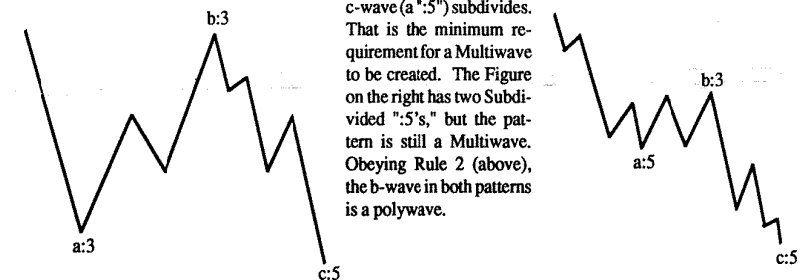 b:3
a:3
c:5
c-wave (a ":5") subdivides.
That is the minimum re-
quirement for a Multiwave
to be created. The Figure
on the right has two Subdi-
vided ":5's," but the pat-
tern is still a Multiwave.
Obeying Rule 2 (above),
the b-wave in both patterns
is a polywave.
b:3
a:5
c:5